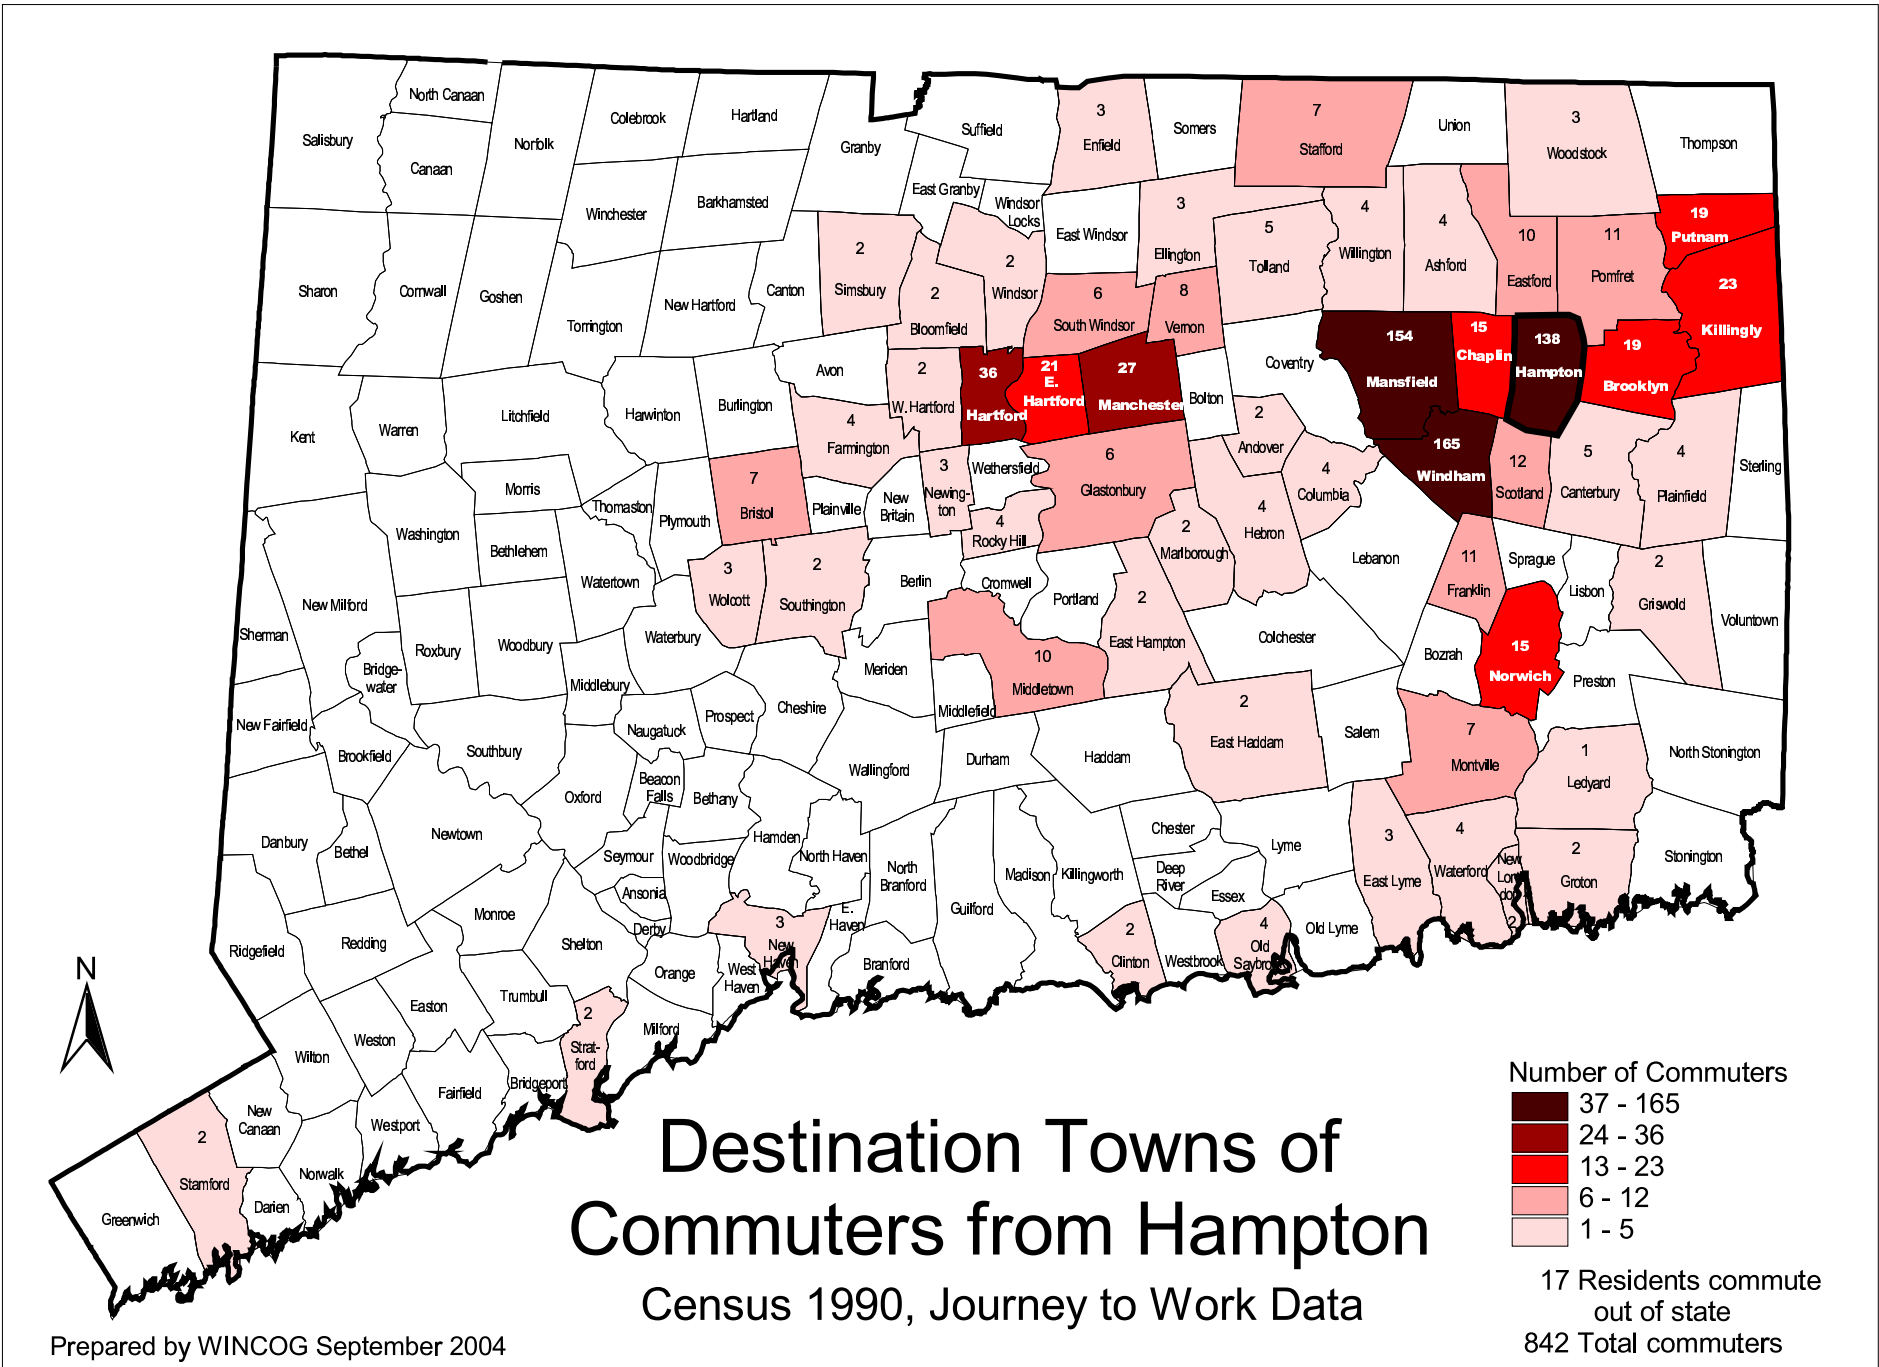 North Canaan
Salisbury
Canaan
Norfolk
Colebrook
Hartland
Granby
Suffield
3
Enfield
Somers
7
Stafford
Union
3
Woodstock
Thompson
Winchester
Barkhamsted
East Granby
Windsor
Locks
East Windsor
3
Ellington
5
Tolland
4
Willington
4
Ashford
10
Eastford
11
Pomfret
19
Putnam
23
Killingly
Sharon
Cornwall
Goshen
Torrington
New Hartford
Canton
2
Simsbury
2
Bloomfield
2
Windsor
6
South Windsor
8
Vernon
Coventry
154
Mansfield
15
Chaplin
138
Hampton
19
Brooklyn
Kent
Warren
Litchfield
Harwinton
Burlington
Avon
2
W. Hartford
36
Hartford
21
E.
Hartford
27
Manchester
Bolton
2
Andover
4
Columbia
165
Windham
12
Scotland
5
Canterbury
4
Plainfield
Sterling
4
Farmington
Morris
Thomaston
Plymouth
7
Bristol
Plainville
New
Britain
3
Newing-
ton
Wethersfield
4
Rocky Hill
6
Glastonbury
2
Marlborough
4
Hebron
Lebanon
11
Franklin
Sprague
Lisbon
2
Griswold
Voluntown
Washington
Bethlehem
Watertown
New Milford
Sherman
Roxbury
Woodbury
Bridge-
water
Middlebury
Waterbury
3
Wolcott
2
Southington
Berlin
Cromwell
Portland
2
East Hampton
Colchester
Bozrah
15
Norwich
Preston
Meriden
10
Middletown
Middlefield
New Fairfield
Brookfield
Southbury
Naugatuck
Prospect
Cheshire
Wallingford
Durham
Haddam
2
East Haddam
Salem
7
Montville
1
Ledyard
North Stonington
Oxford
Beacon
Falls
Bethany
Danbury
Bethel
Newtown
Seymour
Woodbridge
Hamden
North Haven
North
Branford
Guilford
Madison
Killingworth
Chester
Deep
River
Essex
Lyme
3
East Lyme
4
Waterford
New
Lon
do
2
2
Groton
Stonington
Ansonia
Derby
Monroe
Shelton
Ridgefield
Redding
Orange
West
Haven
3
New
Haven
E.
Haven
Branford
2
Clinton
Westbrook
4
Old
Saybro
Old Lyme
N
Easton
Trumbull
2
Strat-
ford
Milford
Wilton
Weston
Fairfield
Bridgeport
New
Canaan
Westport
Norwalk
2
Stamford
Darien
Greenwich
Destination Towns of
Commuters from Hampton
Census 1990, Journey to Work Data
Prepared by WINCOG September 2004
Number of Commuters
37 - 165
24 - 36
13 - 23
6 - 12
1 - 5
17 Residents commute
out of state
842 Total commuters